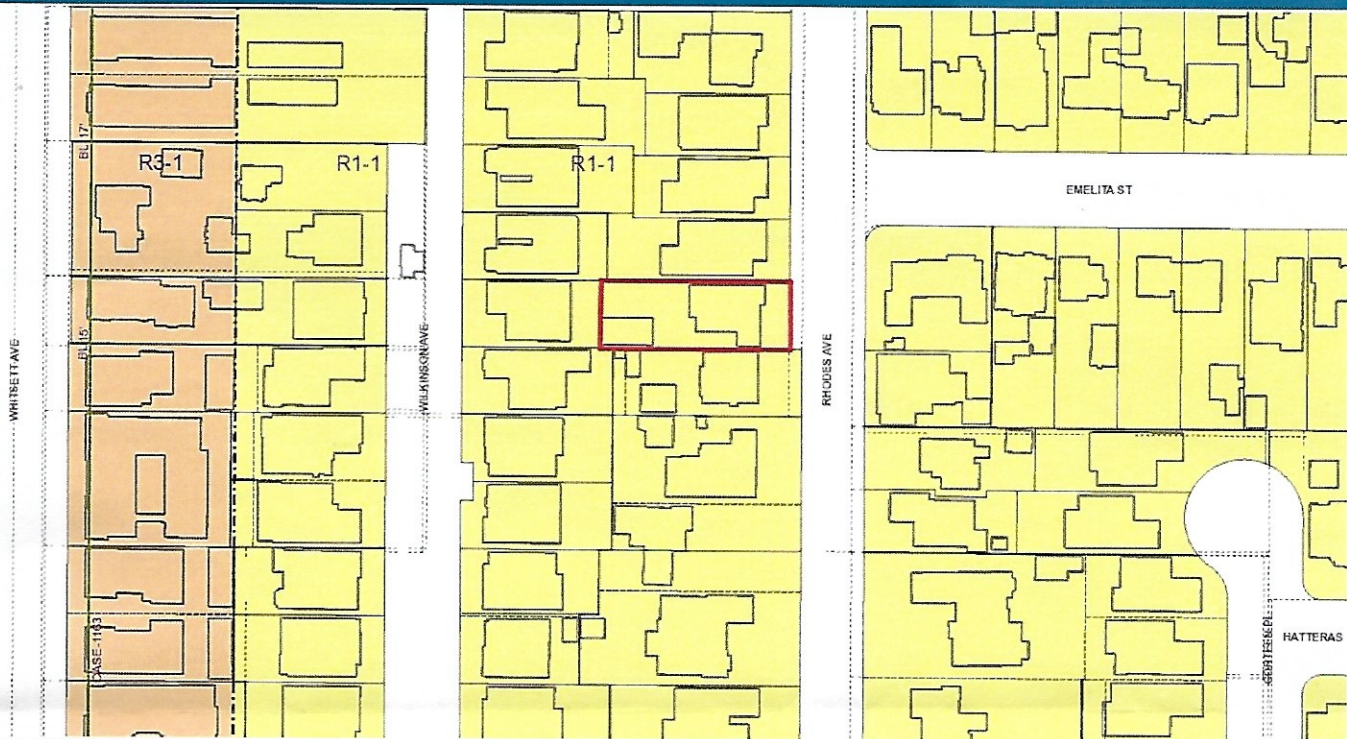 BL 17'
R3-1
R1-1
R1-1
EMELITA ST
BL 15'
WHITSETT AVE
WILKINSON AVE
RHODES AVE
CASE-1163
HATTERAS